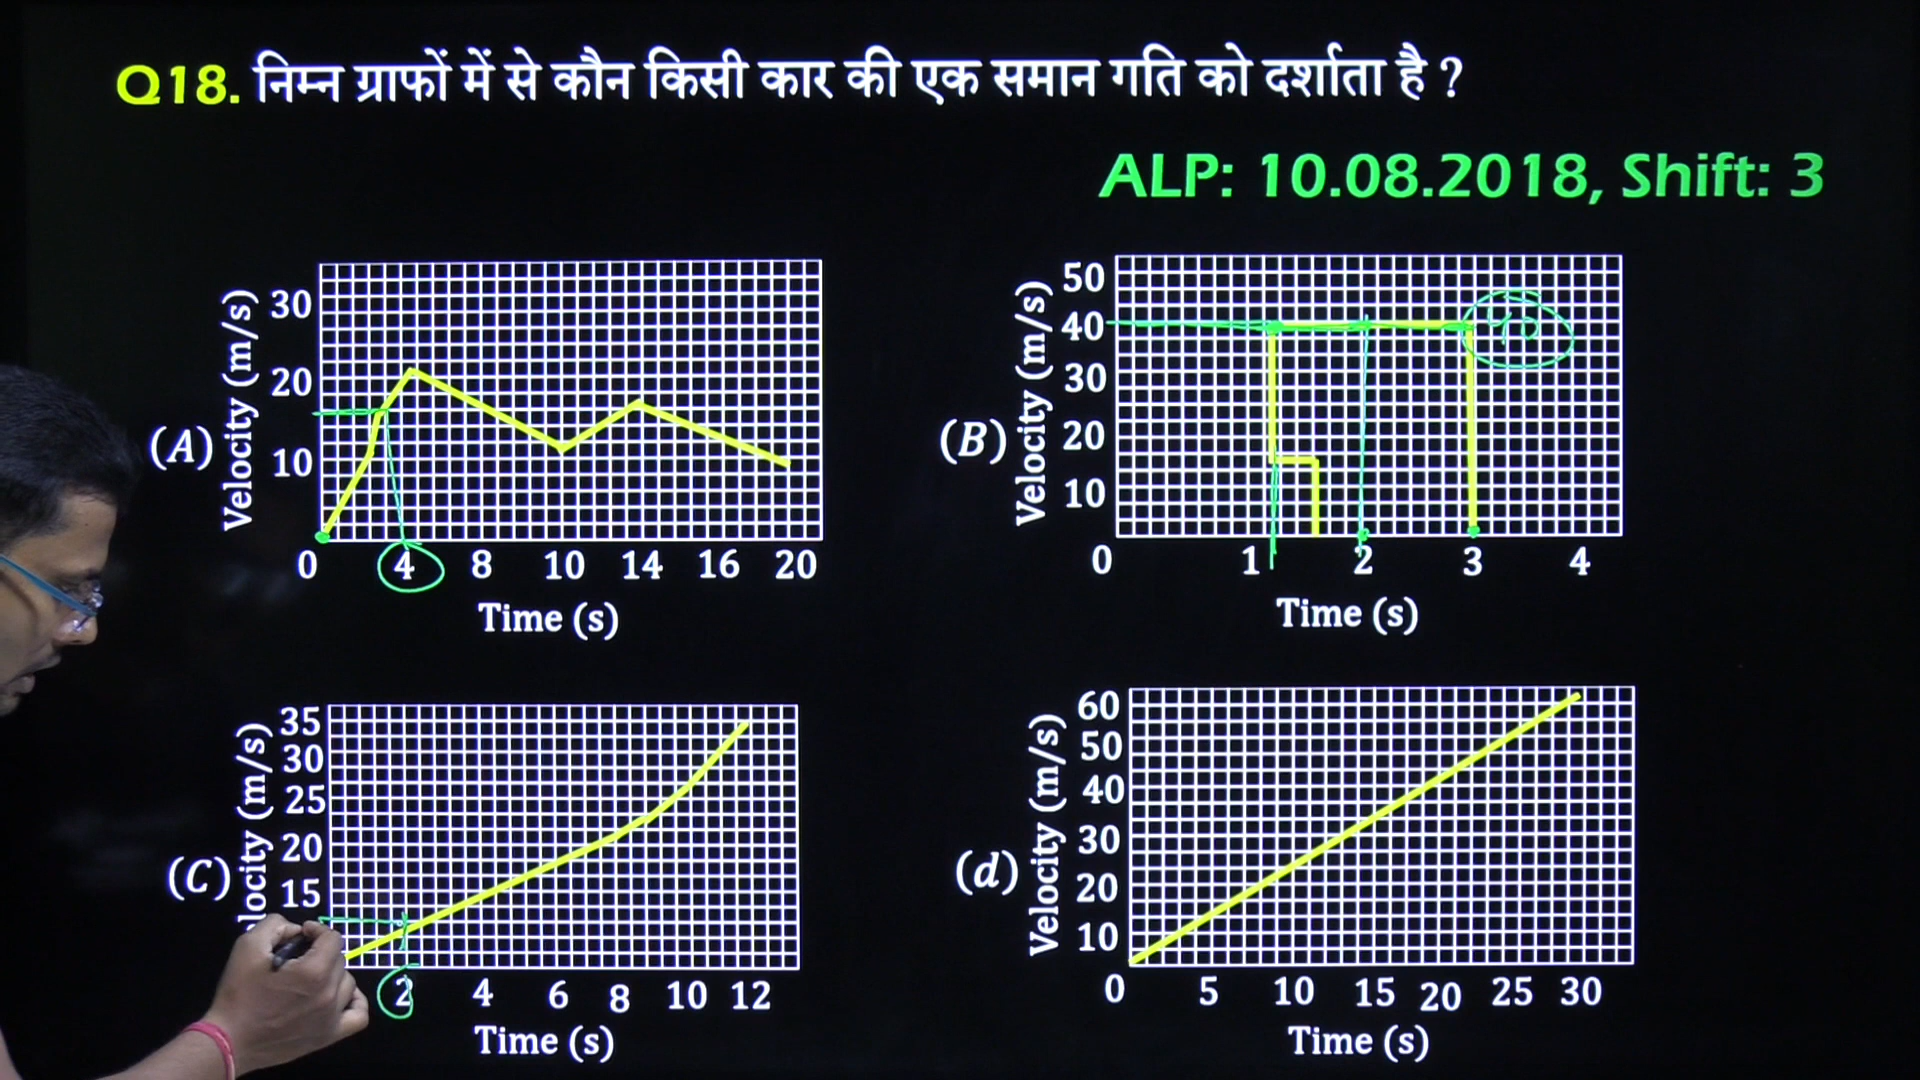 Q18. निम्न ग्राफों में से कौन किसी कार की एक समान गति को दर्शाता है ?
ALP: 10.08.2018, Shift: 3
(A)
Velocity (m/s)
30
20
10
0 4 8 10 14 16 20
Time (s)
(B)
Velocity (m/s)
50
40
30
20
10
0 1 2 3 4
Time (s)
40
(C)
locity (m/s)
35
30
25
20
15
2 4 6 8 10 12
Time (s)
(d)
Velocity (m/s)
60
50
40
30
20
10
0 5 10 15 20 25 30
Time (s)